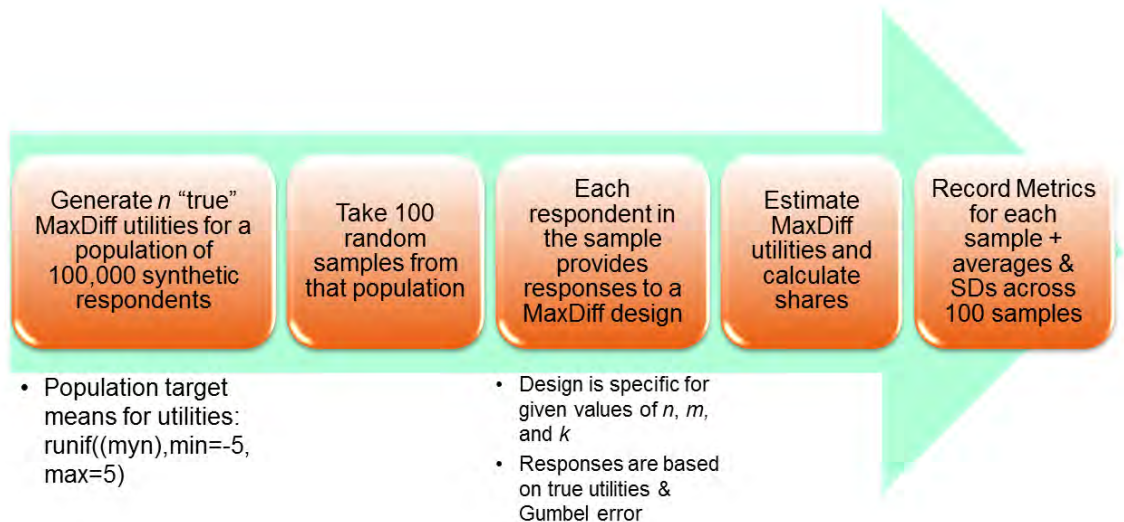 Generate n “true”
MaxDiff utilities for a
population of
100,000 synthetic
respondents
Take 100
random
samples from
that population
Each
respondent in
the sample
provides
responses to a
MaxDiff design
Estimate
MaxDiff
utilities and
calculate
shares
Record Metrics
for each
sample +
averages &
SDs across
100 samples
• Population target
means for utilities:
runif((myn),min=-5,
max=5)
• Design is specific for
given values of n, m,
and k
• Responses are based
on true utilities &
Gumbel error